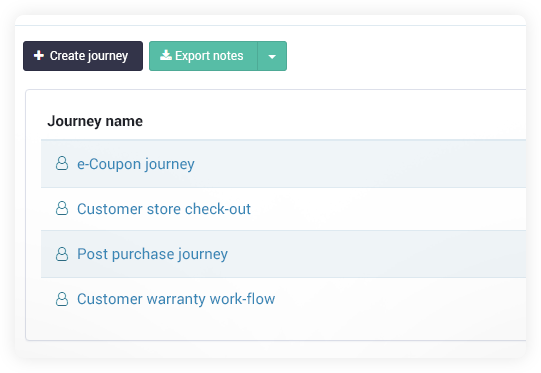 Create journey
Export notes
Journey name
e-Coupon journey
Customer store check-out
Post purchase journey
Customer warranty work-flow